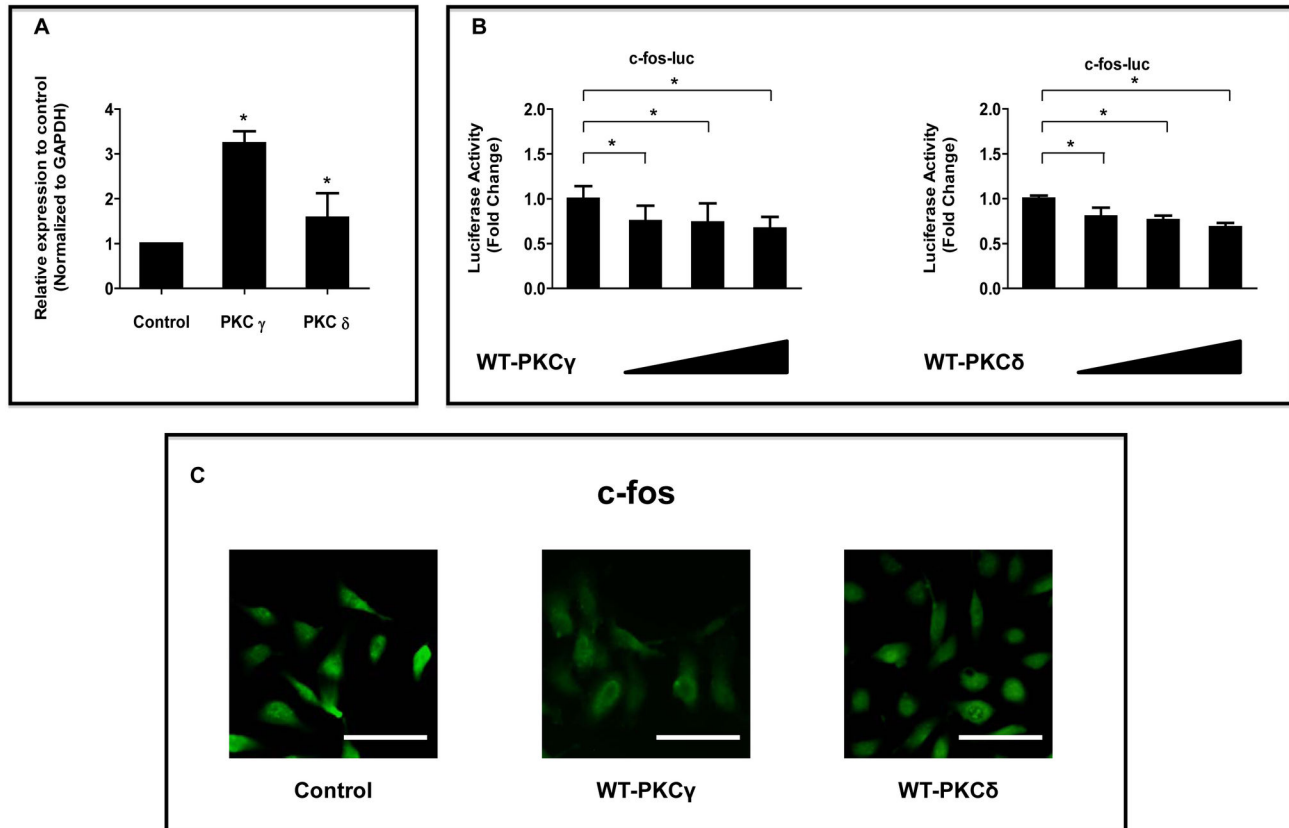 A
Relative expression to control
(Normalized to GAPDH)
4
3
2
1
0
*
*
Control PKC γ PKC δ
B
c-fos-luc
*
*
*
Luciferase Activity
(Fold Change)
2.0
1.5
1.0
0.5
0.0
WT-PKCγ
c-fos-luc
*
*
*
Luciferase Activity
(Fold Change)
2.0
1.5
1.0
0.5
0.0
WT-PKCδ
C
c-fos
Control WT-PKCγ WT-PKCδ